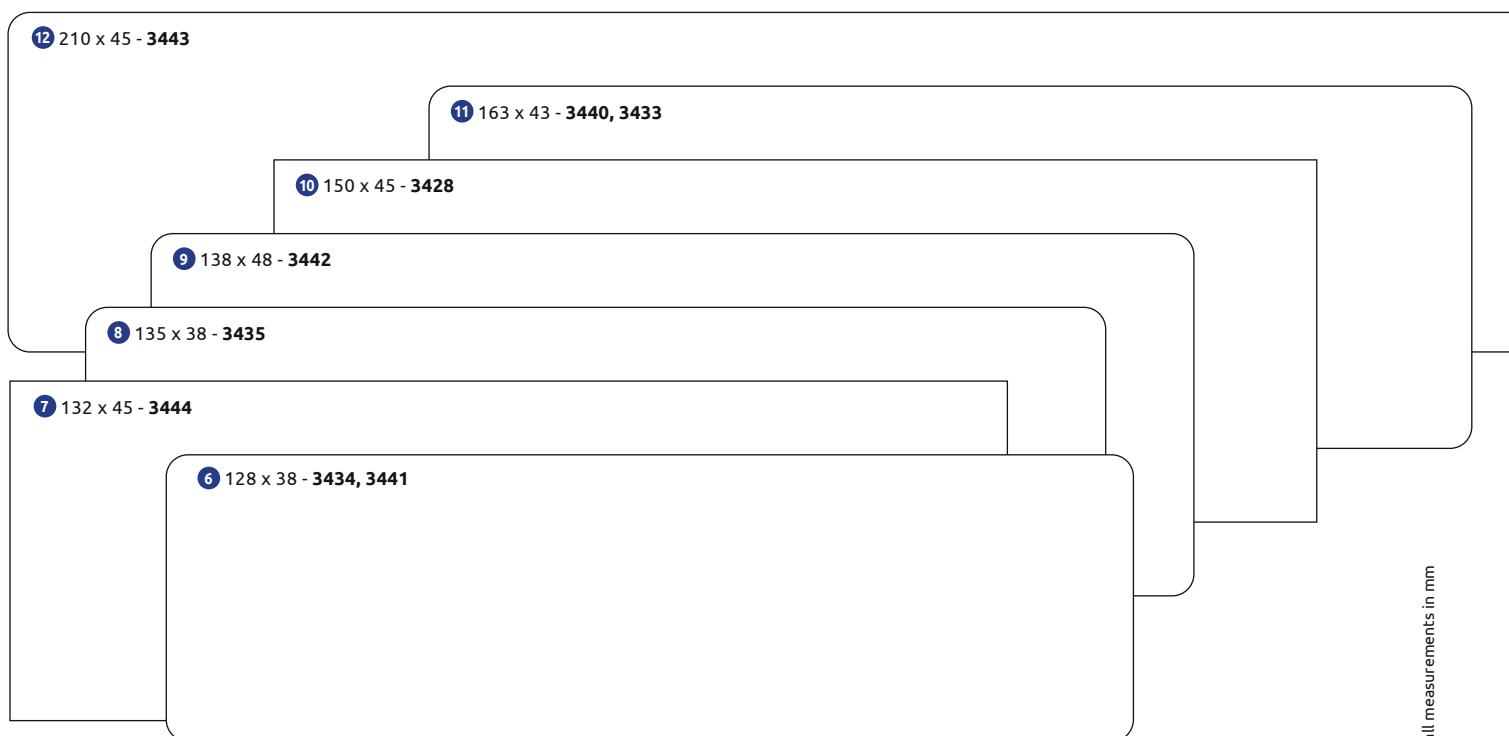 12 210 x 45 - 3443
11 163 x 43 - 3440, 3433
10 150 x 45 - 3428
9 138 x 48 - 3442
8 135 x 38 - 3435
7 132 x 45 - 3444
6 128 x 38 - 3434, 3441
measurements in mm